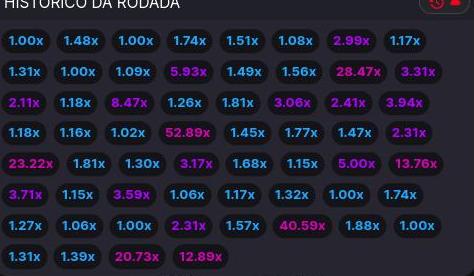 HISTÓRICO DA RODADA
1.00x 1.48x 1.00x 1.74x 1.51x 1.08x 2.99x 1.17x
1.31x 1.00x 1.09x 5.93x 1.49x 1.56x 28.47x 3.31x
2.11x 1.18x 8.47x 1.26x 1.81x 3.06x 2.41x 3.94x
1.18x 1.16x 1.02x 52.89x 1.45x 1.77x 1.47x 2.31x
23.22x 1.81x 1.30x 3.17x 1.68x 1.15x 5.00x 13.76x
3.71x 1.15x 3.59x 1.06x 1.17x 1.32x 1.00x 1.74x
1.27x 1.06x 1.00x 2.31x 1.57x 40.59x 1.88x 1.00x
1.31x 1.39x 20.73x 12.89x